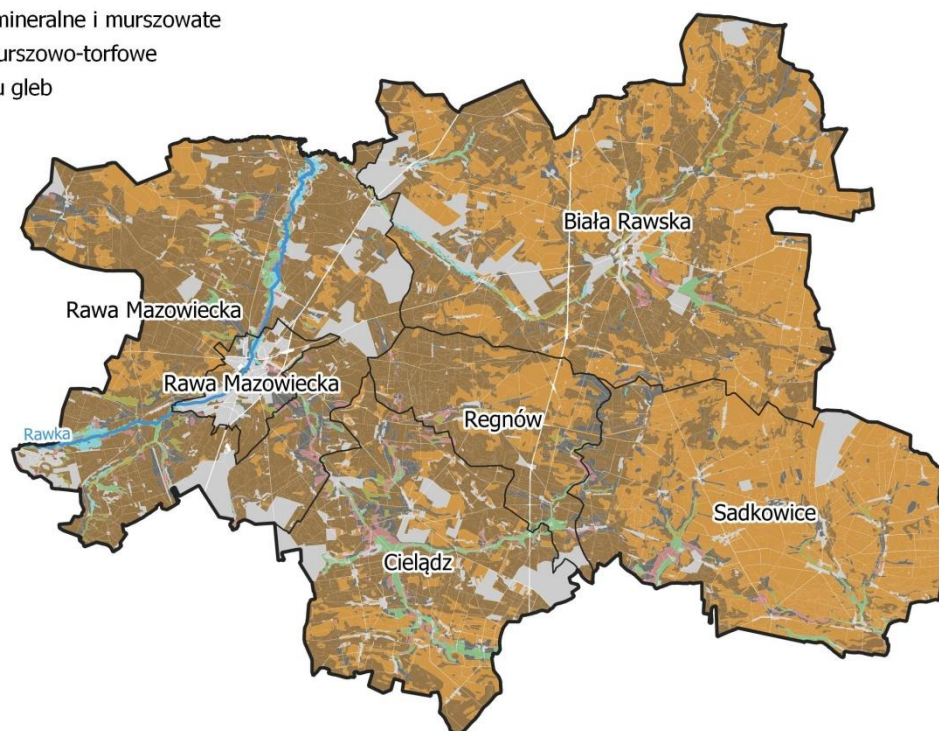 mineralne i murszowate
urszowo-torfowe
u gleb
Biała Rawska
Rawa Mazowiecka
Rawa Mazowiecka
Regnów
Rawka
Sadkowice
Cielądz